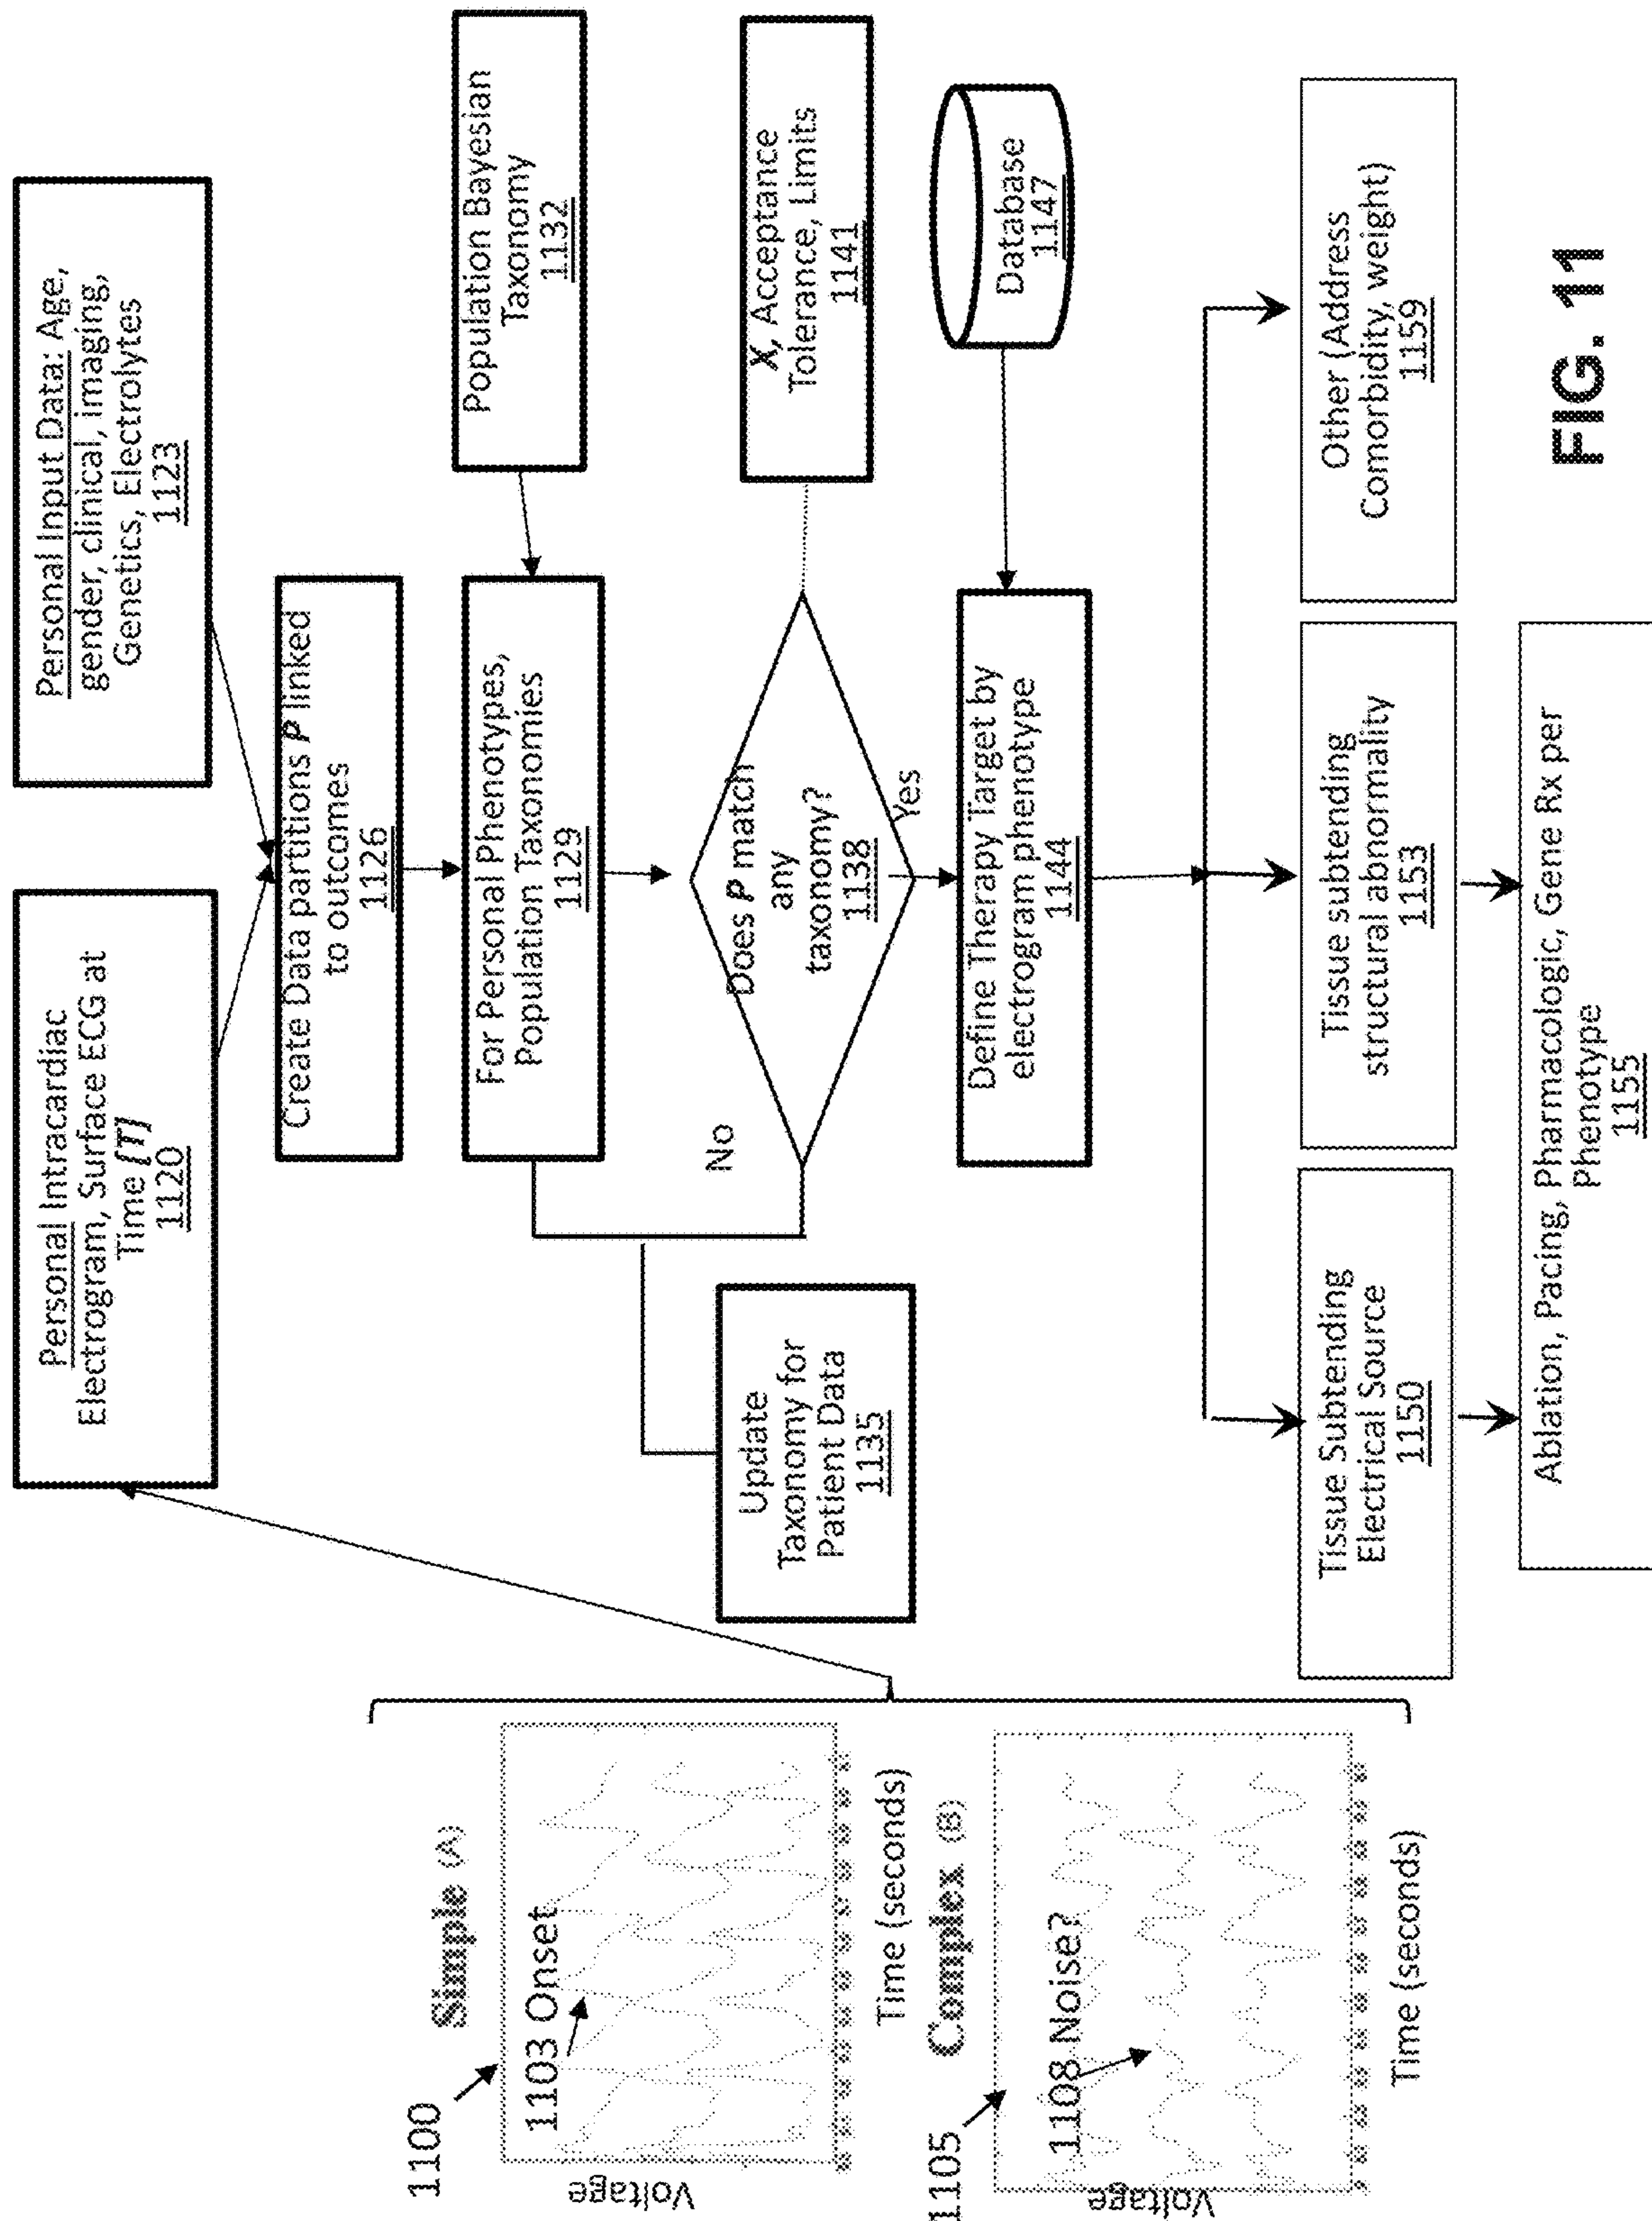 Personal Intracardiac
Electrogram, Surface ECG at
Time [T]
1120
Personal Input Data: Age,
gender, clinical, imaging,
Genetics, Electrolytes
1123
Create Data partitions P linked
to outcomes
1126
For Personal Phenotypes,
Population Taxonomies
1129
Population Bayesian
Taxonomy
1132
Update
Taxonomy for
Patient Data
1135
No
Does P match
any
taxonomy?
1138
Yes
X, Acceptance
Tolerance, Limits
1141
Define Therapy Target by
electrogram phenotype
1144
Database
1147
Tissue Subtending
Electrical Source
1150
Tissue subtending
structural abnormality
1153
Other (Address
Comorbidity, weight)
1159
Ablation, Pacing, Pharmacologic, Gene Rx per
Phenotype
1155
1100
Simple (A)
1103 Onset
Voltage
Time (seconds)
1105
Complex (B)
1108 Noise?
Voltage
Time (seconds)
FIG. 11